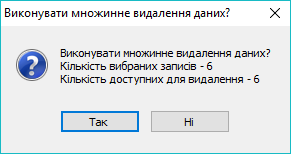 Виконувати множинне видалення даних?
Виконувати множинне видалення даних?
Кількість вибраних записів - 6
Кількість доступних для видалення - 6
Так
Ні